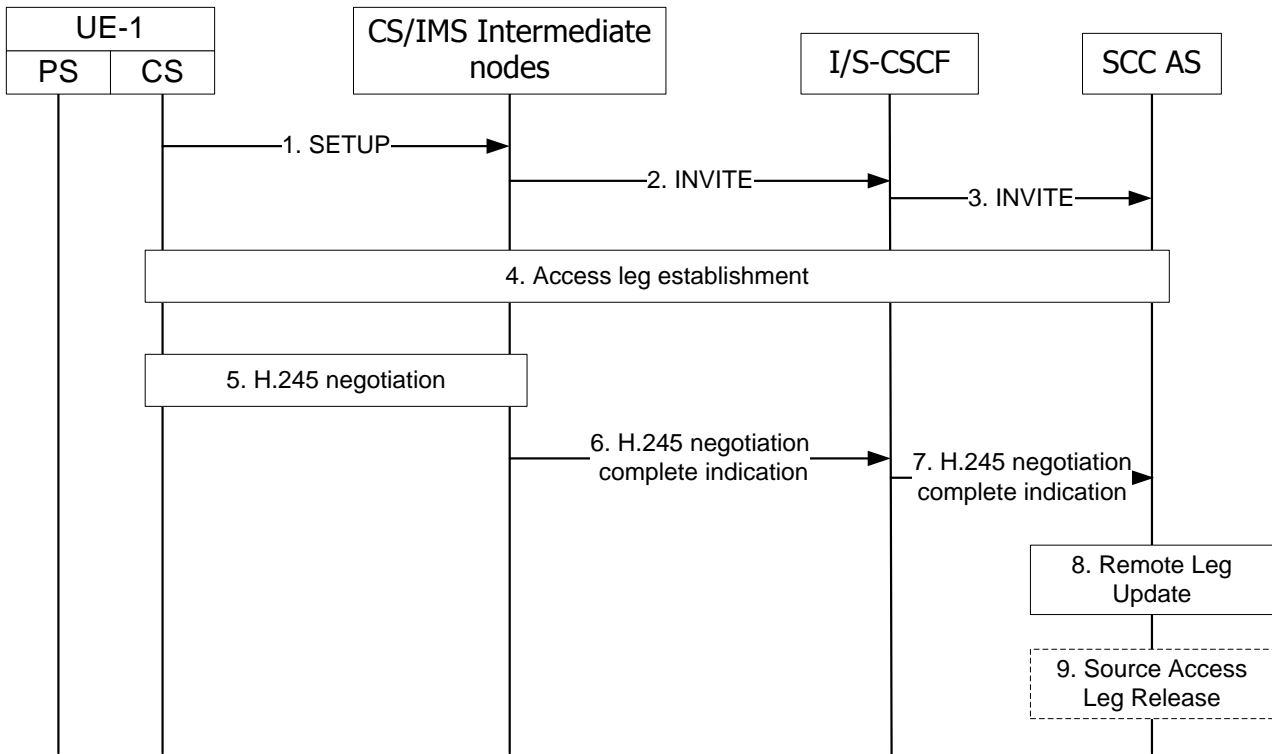 UE-1
PS
CS
CS/IMS Intermediate
nodes
I/S-CSCF
SCC AS
1. SETUP
2. INVITE
3. INVITE
4. Access leg establishment
5. H.245 negotiation
6. H.245 negotiation
complete indication
7. H.245 negotiation
complete indication
8. Remote Leg
Update
9. Source Access
Leg Release